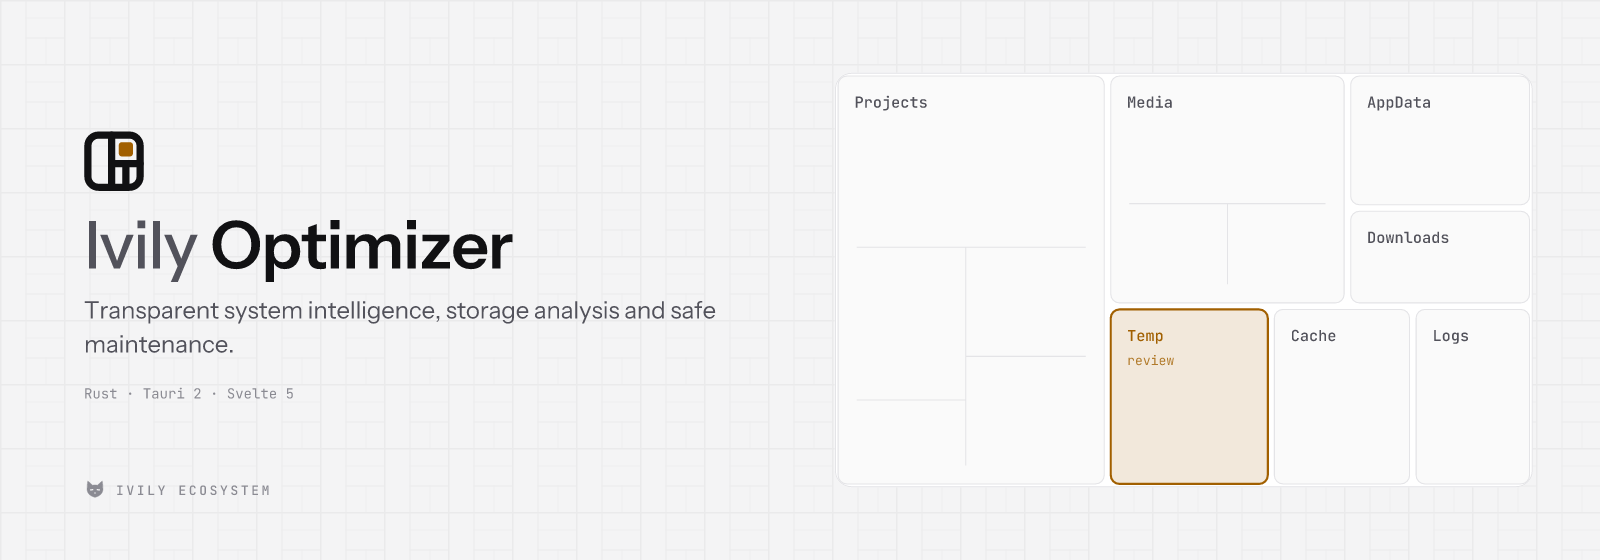 Ivily Optimizer
Transparent system intelligence, storage analysis and safe
maintenance.
Rust · Tauri 2 · Svelte 5
IVILY ECOSYSTEM
Projects
Media
AppData
Downloads
Temp
review
Cache
Logs